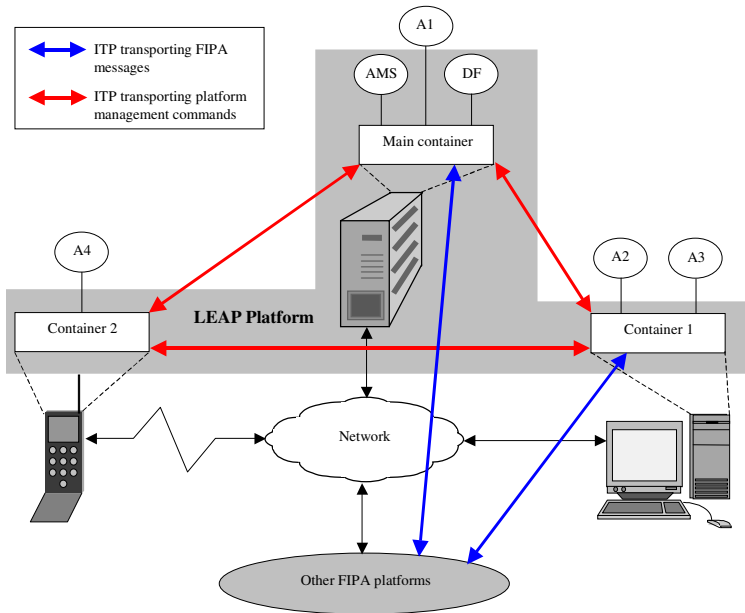 A1
ITP transporting FIPA
messages
AMS
DF
ITP transporting platform
management commands
Main container
A4
A2
A3
LEAP Platform
Container 2
Container 1
Network
Other FIPA platforms